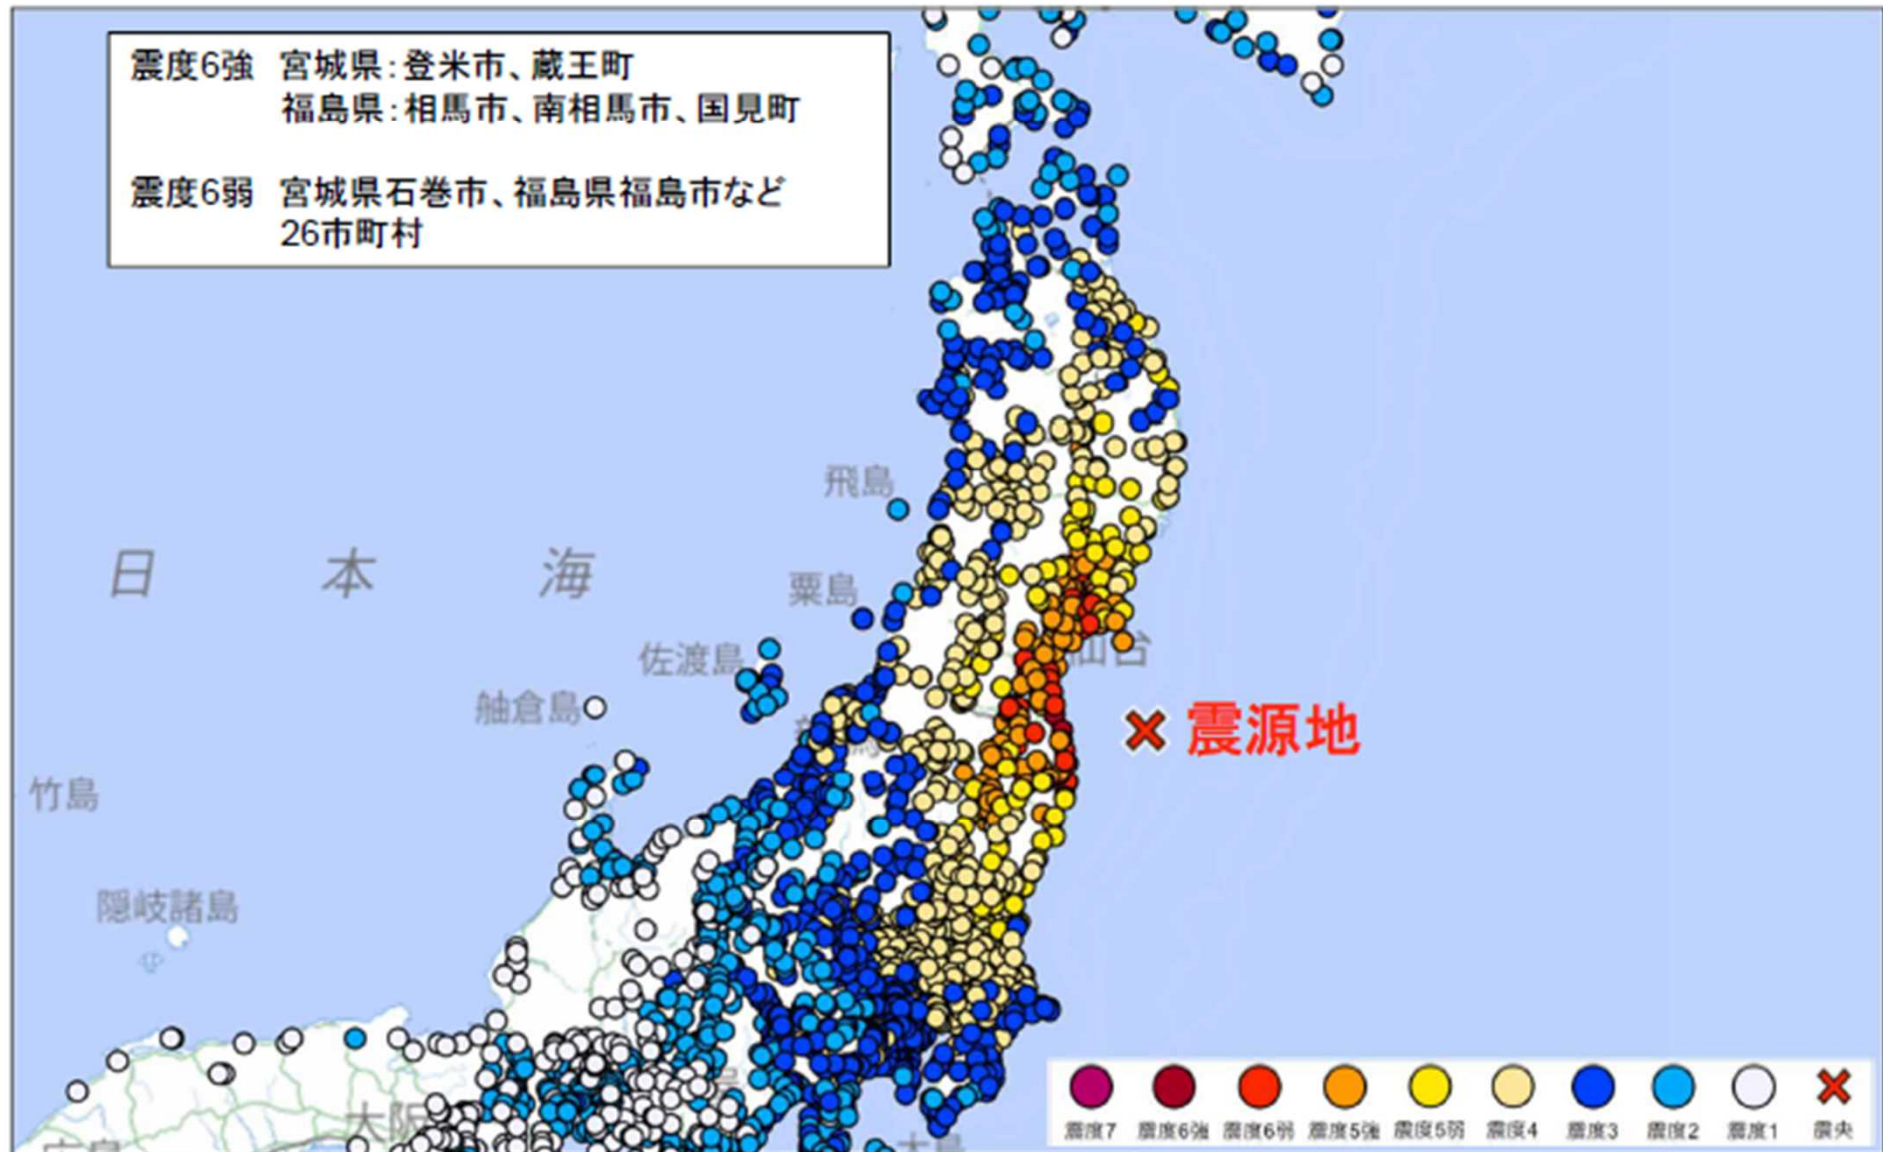 震度6強 宮城県：登米市、蔵王町
福島県：相馬市、南相馬市、国見町
震度6弱 宮城県石巻市、福島県福島市など
26市町村
飛島
日本海
粟島
佐渡島
仙台
舳倉島
震源地
竹島
隠岐諸島
大阪
震度7 震度6強 震度6弱 震度5強 震度5弱 震度4 震度3 震度2 震度1 震央